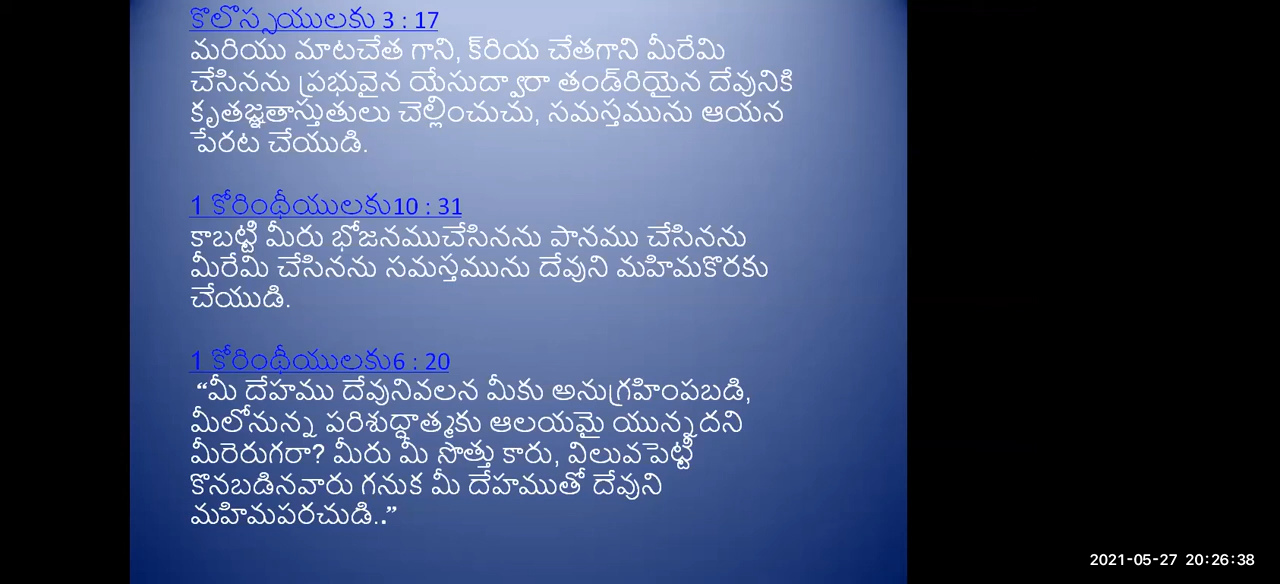 కొలొస్సయులకు 3 : 17
మరియు మాటచేత గాని, క్రియ చేతగాని మీరేమి
చేసినను ప్రభువైన యేసుద్వారా తండ్రియైన దేవునికి
కృతజ్ఞతాస్తుతులు చెల్లించుచు, సమస్తమును ఆయన
పేరట చేయుడి.
1 కోరింథీయులకు10 : 31
కాబట్టి మీరు భోజనముచేసినను పానము చేసినను
మీరేమి చేసినను సమస్తమును దేవుని మహిమకొరకు
చేయుడి.
1 కోరింథీయులకు6 : 20
“మీ దేహము దేవునివలన మీకు అనుగ్రహింపబడి,
మీలోనున్న పరిశుద్ధాత్మకు ఆలయమై యున్నదని
మీరెరుగరా? మీరు మీ సొత్తు కారు, విలువపెట్టి
కొనబడినవారు గనుక మీ దేహముతో దేవుని
మహిమపరచుడి..”
2021-05-27 20:26:38